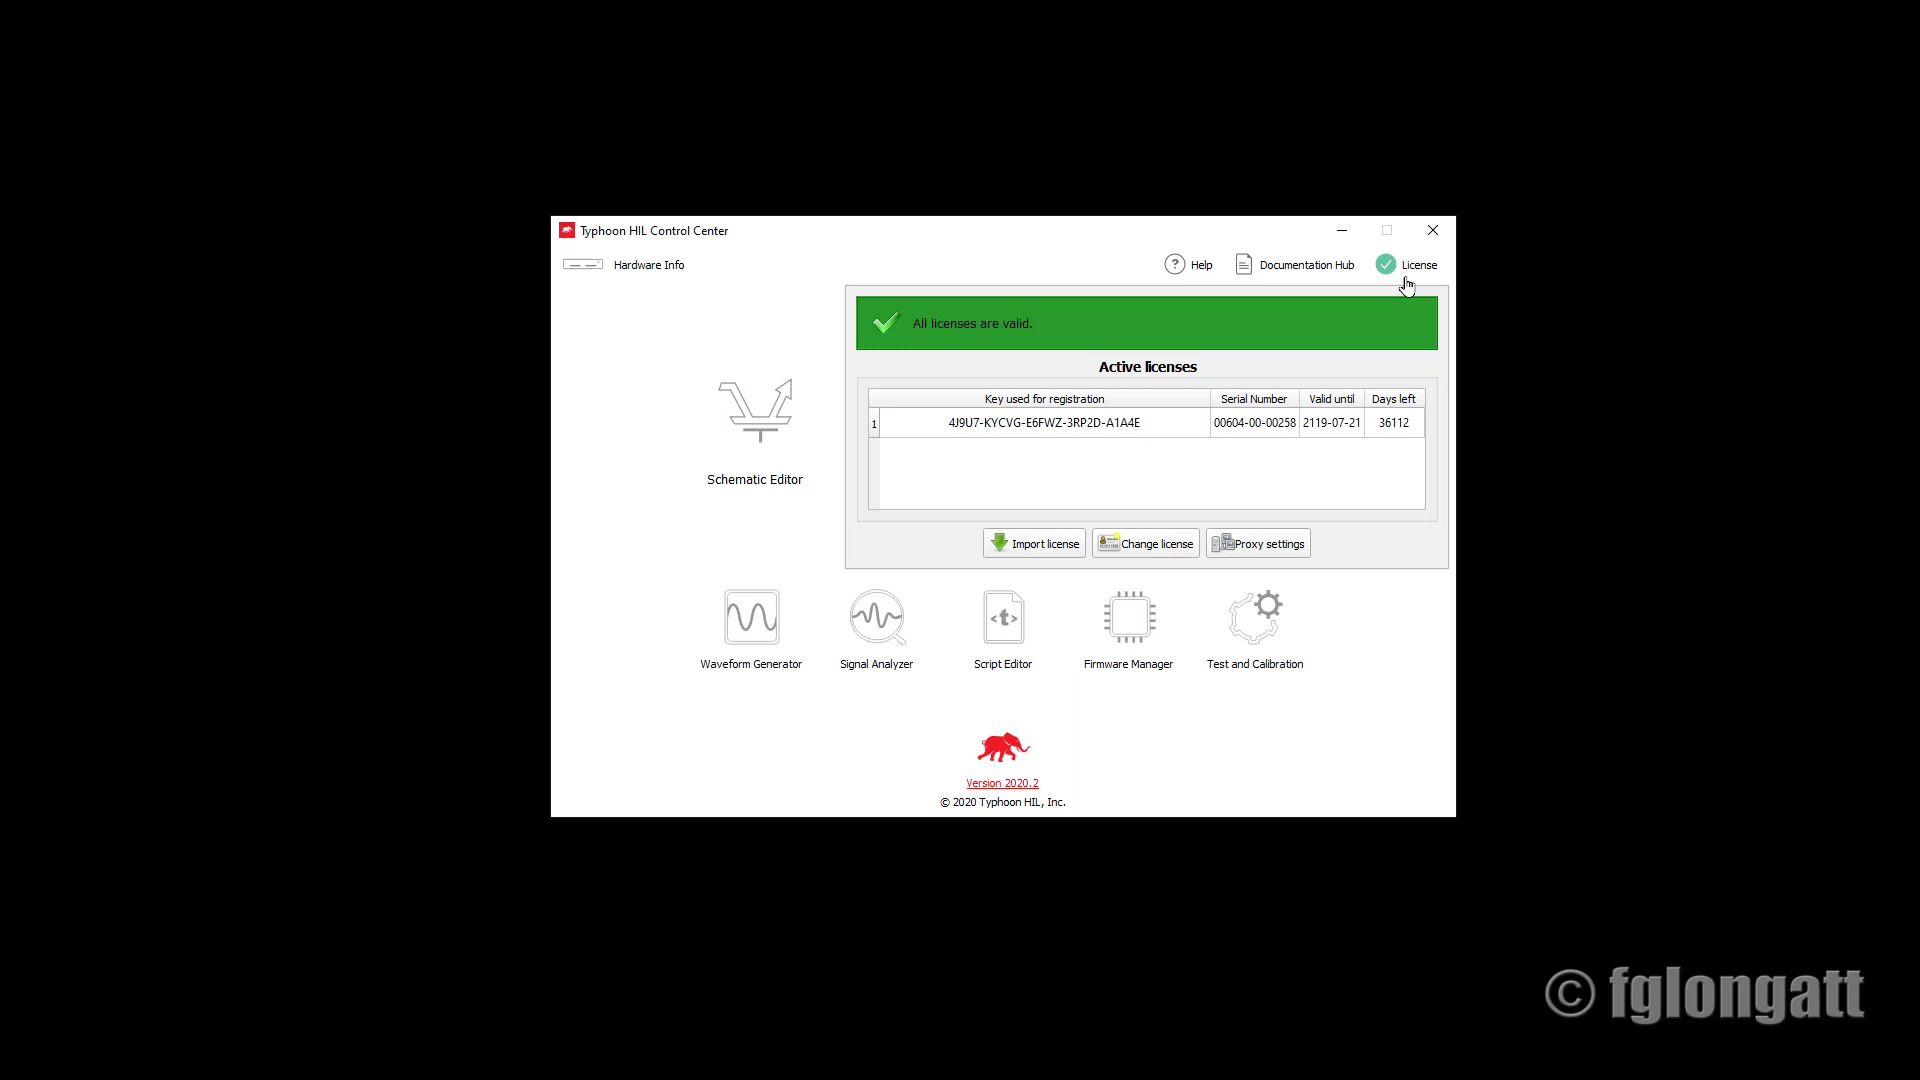 Typhoon HIL Control Center
Hardware Info
Help
Documentation Hub
License
All licenses are valid.
Active licenses
Key used for registration Serial Number Valid until Days left
1 4J9U7-KYCVG-E6FWZ-3RP2D-A1A4E 00604-00-00258 2119-07-21 36112
Import license
Change license
Proxy settings
Schematic Editor
Waveform Generator
Signal Analyzer
<t>
Script Editor
Firmware Manager
Test and Calibration
Version 2020.2
© 2020 Typhoon HIL, Inc.
© fglongatt